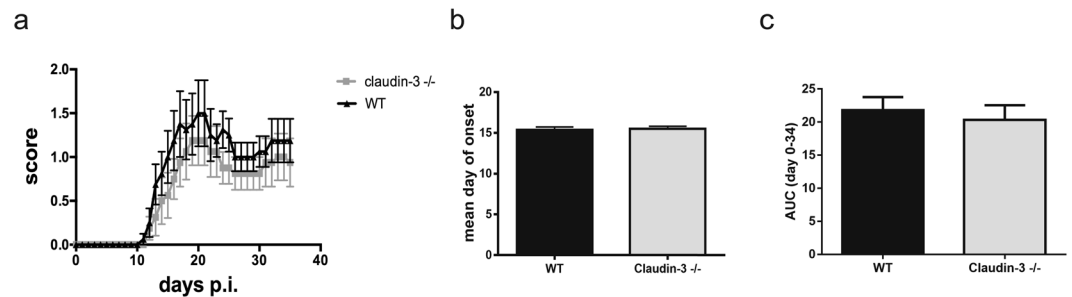 a
score
2.0
1.5
1.0
0.5
0.0
0
10
20
30
40
days p.i.
claudin-3 -/-
WT
b
mean day of onset
20
15
10
5
0
WT
Claudin-3 -/-
c
AUC (day 0-34)
25
20
15
10
5
0
WT
Claudin-3 -/-